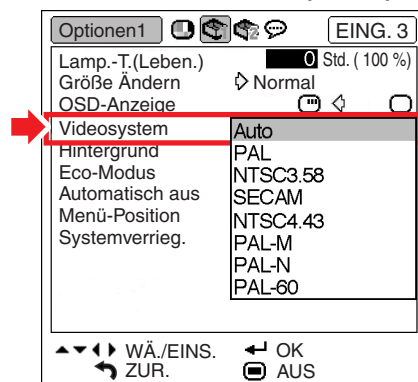 Optionen1 EING. 3
Lamp.-T.(Leben.) 0 Std. ( 100 %)
Größe Ändern Normal
OSD-Anzeige
Videosystem Auto
Hintergrund PAL
Eco-Modus NTSC3.58
Automatisch aus SECAM
Menü-Position NTSC4.43
Systemverrieg. PAL-M
PAL-N
PAL-60
WÄ./EINS. OK
ZUR. AUS